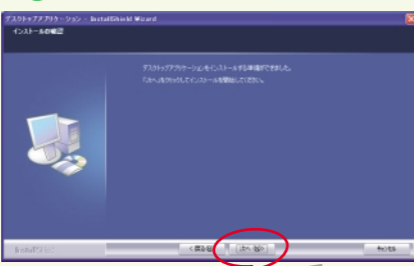 デスクトップアプリケーション - InstallShield Wizard
インストールの確認
デスクトップアプリケーションをインストールする準備ができました。
「次へ」をクリックしてインストールを開始してください。
InstallShield
< 戻る(B)
次へ(N) >
キャンセル